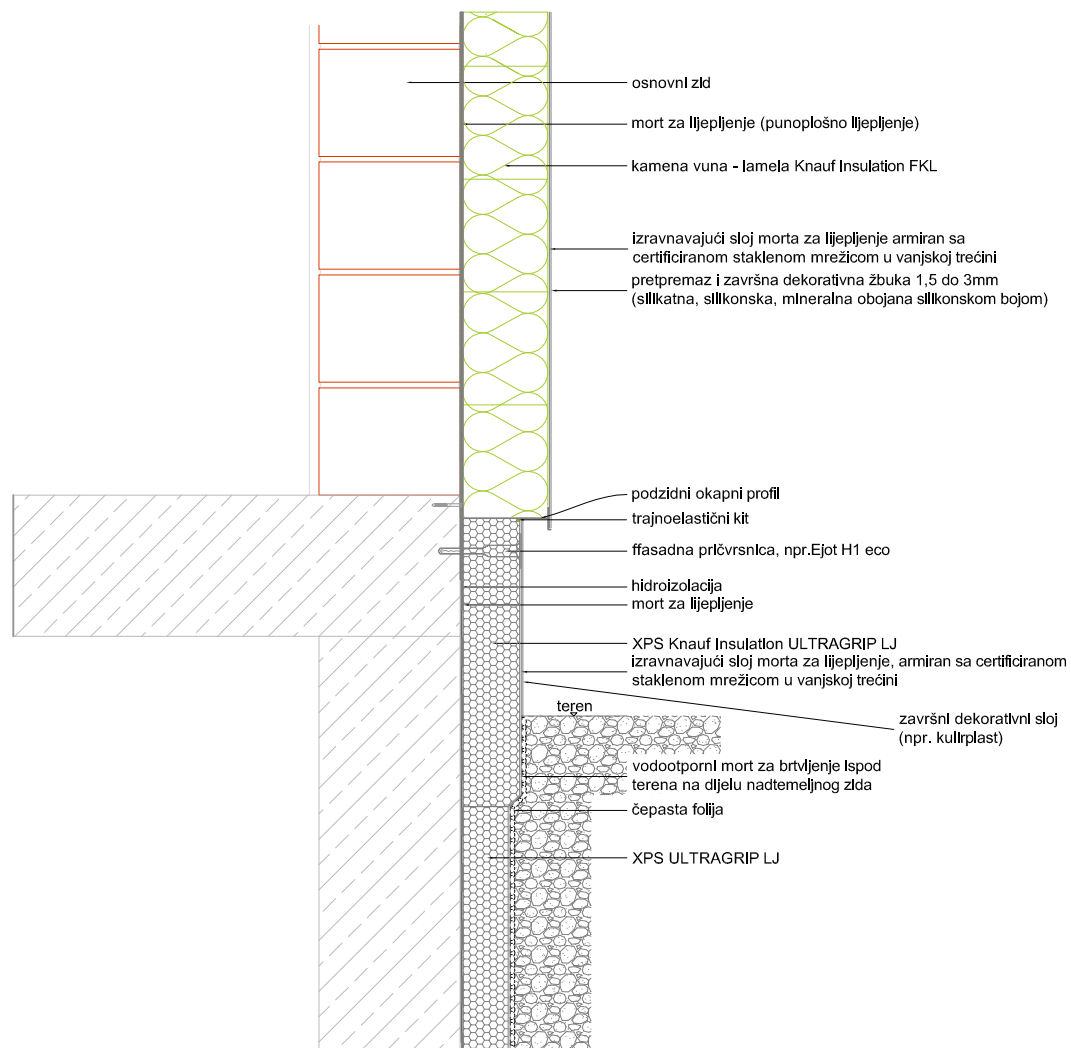 osnovni zid
mort za lijepljenje (punoplošno lijepljenje)
kamena vuna - lamela Knauf Insulation FKL
izravnavajući sloj morta za lijepljenje armiran sa
certificiranom staklenom mrežicom u vanjskoj trećini
pretpremaz i završna dekorativna žbuka 1,5 do 3mm
(silikatna, silikonska, mineralna obojana silikonskom bojom)
podzidni okapni profil
trajnoelastični kit
ffasadna pričvrsnica, npr.Ejot H1 eco
hidroizolacija
mort za lijepljenje
XPS Knauf Insulation ULTRAGRIP LJ
izravnavajući sloj morta za lijepljenje, armiran sa certificiranom
staklenom mrežicom u vanjskoj trećini
teren
završni dekorativni sloj
(npr. kulirplast)
vodootporni mort za brtvljenje ispod
terena na dijelu nadtemeljnog zida
čepasta folija
XPS ULTRAGRIP LJ